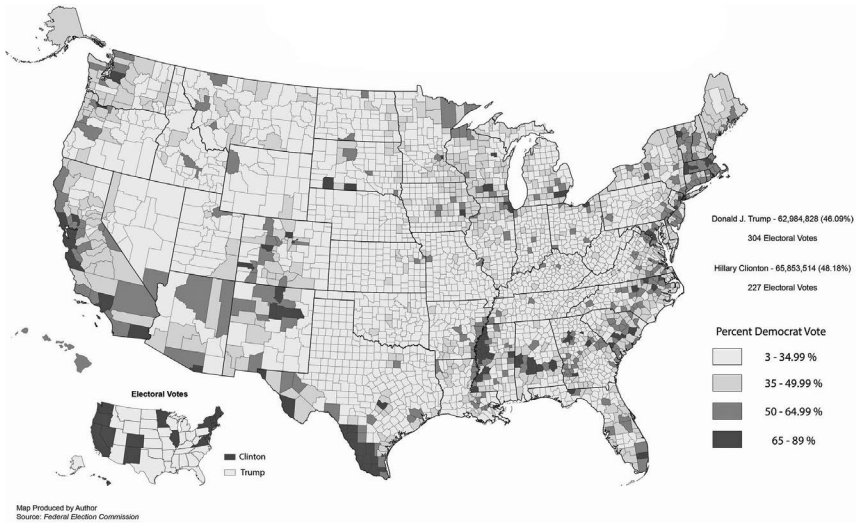 Donald J. Trump - 62,984,828 (46.09%)
304 Electoral Votes
Hillary Clionton - 65,853,514 (48.18%)
227 Electoral Votes
Percent Democrat Vote
3 - 34.99 %
35 - 49.99 %
50 - 64.99 %
65 - 89 %
Electoral Votes
Clinton
Trump
Map Produced by Author
Source: Federal Election Commission